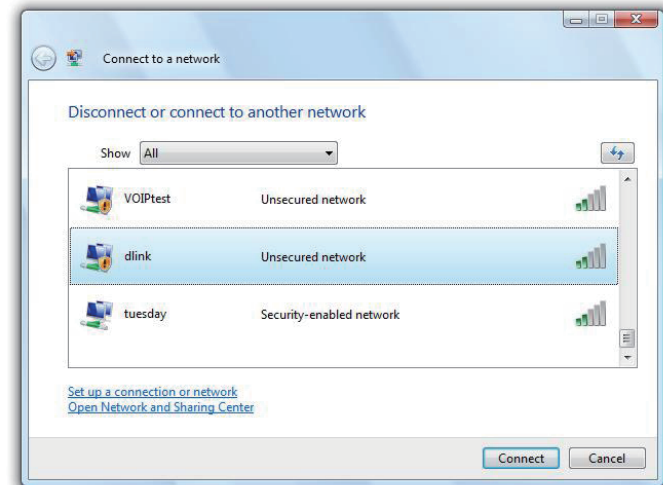 Connect to a network
Disconnect or connect to another network
Show All
VOIPtest Unsecured network
dlink Unsecured network
tuesday Security-enabled network
Set up a connection or network
Open Network and Sharing Center
Connect Cancel